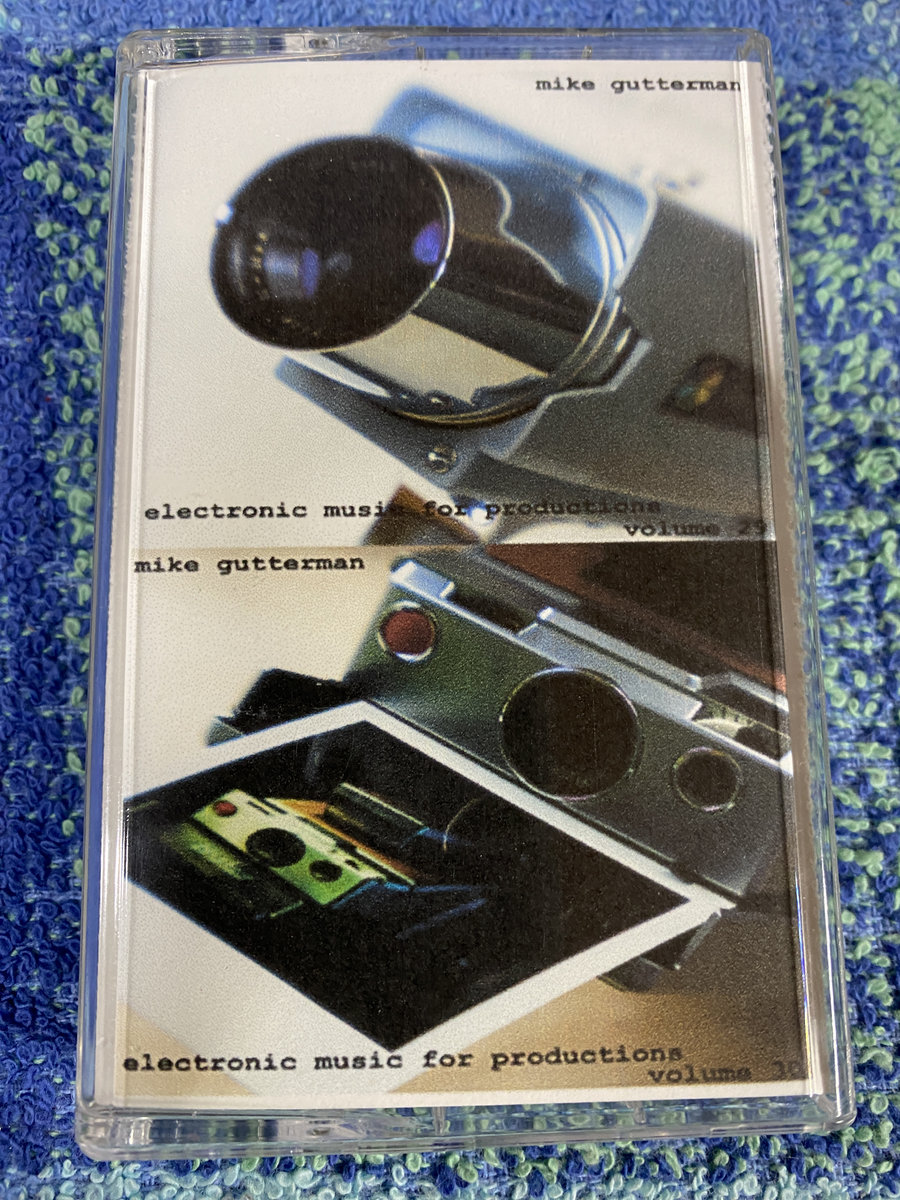 mike gutterman
electronic music for productions
volume 29
mike gutterman
electronic music for productions
volume 30